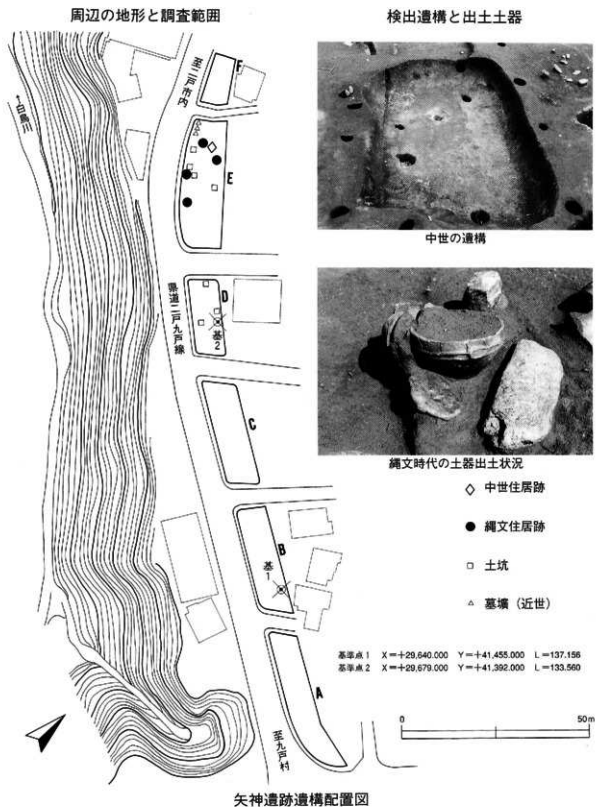 周辺の地形と調査範囲
検出遺構と出土土器
至二戸市内
白鳥川
F
E
中世の遺構
県道二戸九戸線
D
基2
C
縄文時代の土器出土状況
◇ 中世住居跡
● 縄文住居跡
□ 土坑
△ 墓壙（近世）
B
基1
基準点1 X=+29,640.000 Y=+41,455.000 L=137.156
基準点2 X=+29,679.000 Y=+41,392.000 L=133.560
A
0 50m
至九戸村
矢神遺跡遺構配置図